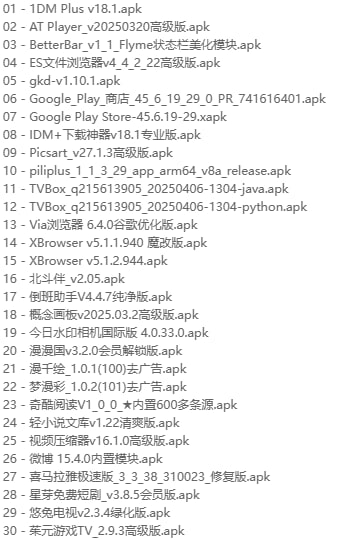 01 - 1DM Plus v18.1.apk
02 - AT Player_v20250320高级版.apk
03 - BetterBar_v1_1_Flyme状态栏美化模块.apk
04 - ES文件浏览器v4_4_2_22高级版.apk
05 - gkd-v1.10.1.apk
06 - Google_Play_商店_45_6_19_29_0_PR_741616401.apk
07 - Google Play Store-45.6.19-29.xapk
08 - IDM+下载神器v18.1专业版.apk
09 - Picsart_v27.1.3高级版.apk
10 - piliplus_1_1_3_29_app_arm64_v8a_release.apk
11 - TVBox_q215613905_20250406-1304-java.apk
12 - TVBox_q215613905_20250406-1304-python.apk
13 - Via浏览器 6.4.0谷歌优化版.apk
14 - XBrowser v5.1.1.940 魔改版.apk
15 - XBrowser v5.1.2.944.apk
16 - 北斗伴_v2.05.apk
17 - 倒班助手V4.4.7纯净版.apk
18 - 概念画板v2025.03.2高级版.apk
19 - 今日水印相机国际版 4.0.33.0.apk
20 - 漫漫国v3.2.0会员解锁版.apk
21 - 漫千绘_1.0.1(100)去广告.apk
22 - 梦漫彩_1.0.2(101)去广告.apk
23 - 奇酷阅读V1_0_0_★内置600多条源.apk
24 - 轻小说文库v1.22清爽版.apk
25 - 视频压缩器v16.1.0高级版.apk
26 - 微博 15.4.0内置模块.apk
27 - 喜马拉雅极速版_3_3_38_310023_修复版.apk
28 - 星芽免费短剧_v3.8.5会员版.apk
29 - 悠免电视v2.3.4绿化版.apk
30 - 茱元游戏TV_2.9.3高级版.apk